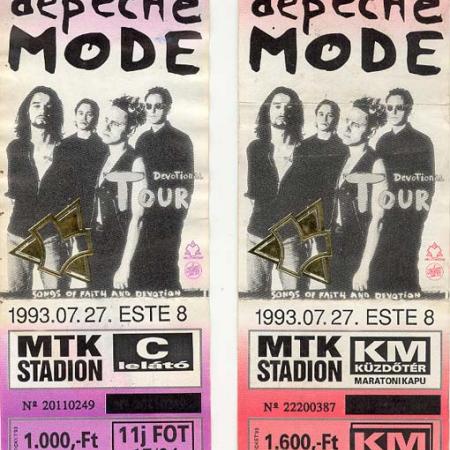 depeche
MODE
Devotional
TOUR
SONGS OF FAITH AND DEVOTION
1993.07.27. ESTE 8
MTK
STADION
C
lelátó
Nº 20110249
1.000,-Ft
11j FOT
depeche
MODE
Devotional
TOUR
SONGS OF FAITH AND DEVOTION
1993.07.27. ESTE 8
MTK
STADION
KM
KÜZDŐTÉR
MARATONIKAPU
Nº 22200387
1.600,-Ft
KM